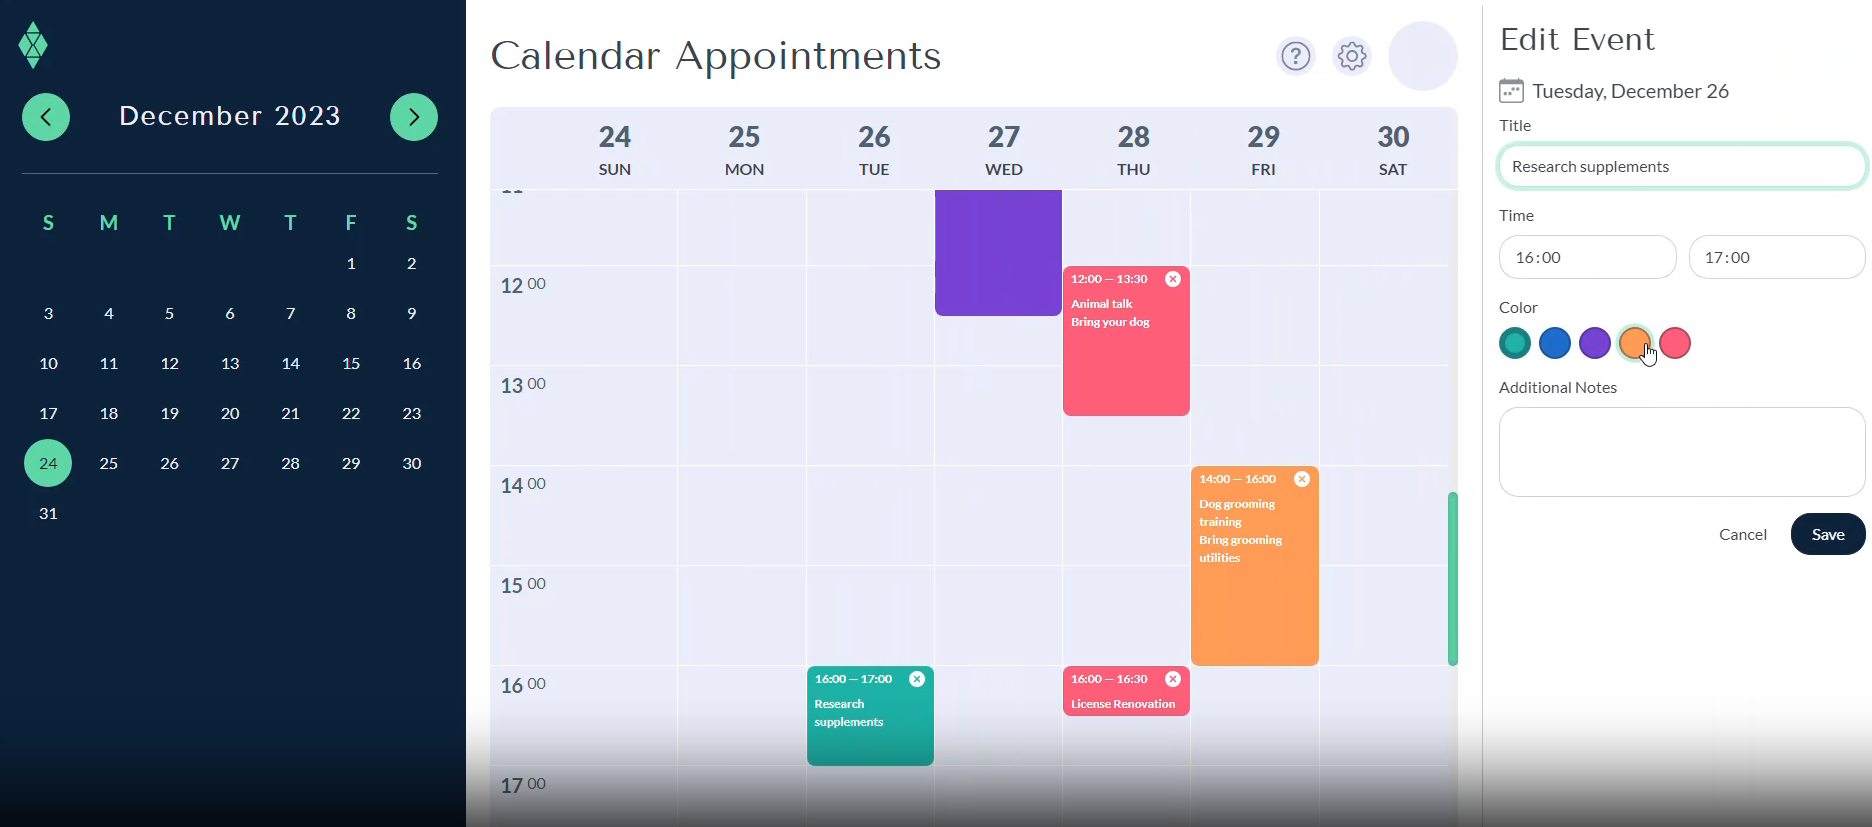 December 2023
S M T W T F S
1 2
3 4 5 6 7 8 9
10 11 12 13 14 15 16
17 18 19 20 21 22 23
24 25 26 27 28 29 30
31
Calendar Appointments
?
24 25 26 27 28 29 30
SUN MON TUE WED THU FRI SAT
12 00
13 00
14 00
15 00
16 00
17 00
16:00 — 17:00
Research
supplements
12:00 — 13:30
Animal talk
Bring your dog
16:00 — 16:30
License Renovation
14:00 — 16:00
Dog grooming
training
Bring grooming
utilities
Edit Event
Tuesday, December 26
Title
Research supplements
Time
16:00 17:00
Color
Additional Notes
Cancel Save